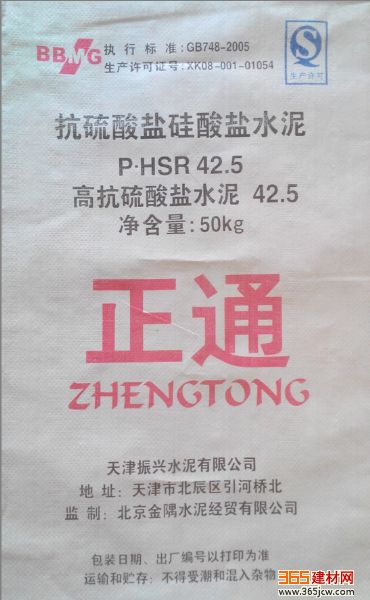 BBMG
执行标准:GB748-2005
生产许可证号:XK08-001-01054
生产许可
抗硫酸盐硅酸盐水泥
P·HSR 42.5
高抗硫酸盐水泥 42.5
净含量:50kg
正通
ZHENGTONG
天津振兴水泥有限公司
地址:天津市北辰区引河桥北
监制:北京金隅水泥经贸有限公司
包装日期、出厂编号以打印为准
运输和贮存:不得受潮和混入杂物
365建材网
www.365jcw.com